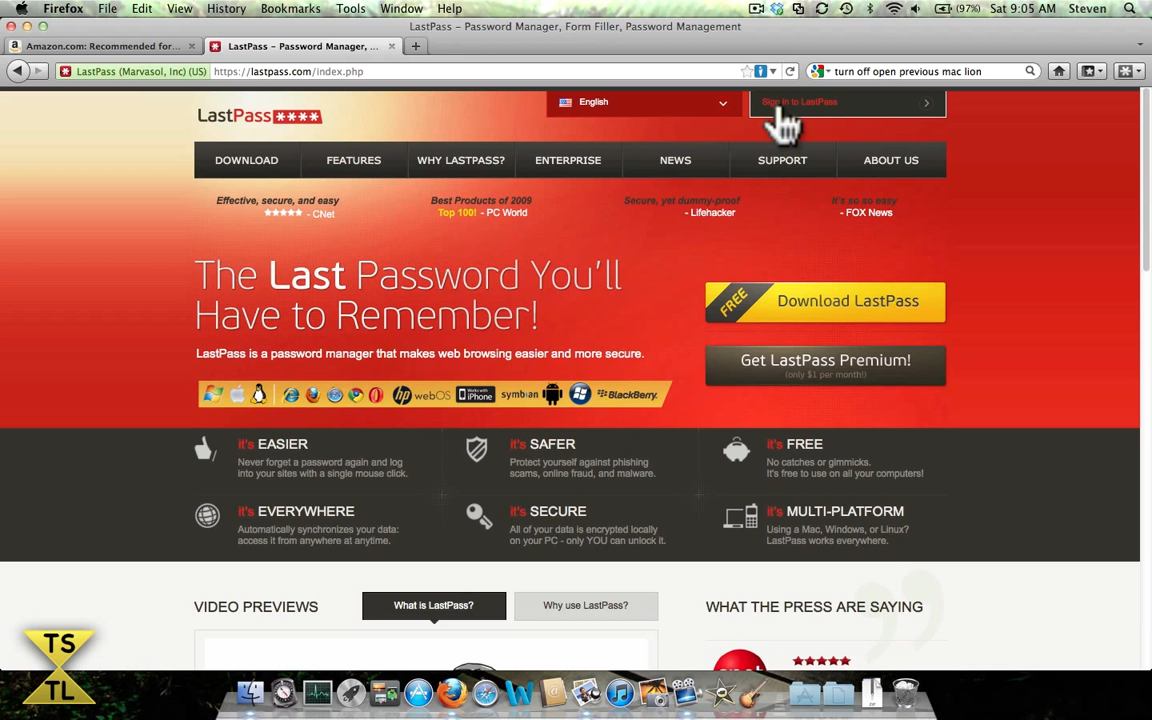 Firefox File Edit View History Bookmarks Tools Window Help (97%) Sat 9:05 AM Steven
LastPass – Password Manager, Form Filler, Password Management
Amazon.com: Recommended for... LastPass – Password Manager, ...
LastPass (Marvasol, Inc) (US) https://lastpass.com/index.php turn off open previous mac lion
LastPass ****
English
Sign in to LastPass
DOWNLOAD FEATURES WHY LASTPASS? ENTERPRISE NEWS SUPPORT ABOUT US
Effective, secure, and easy
- CNet
Best Products of 2009
Top 100! - PC World
Secure, yet dummy-proof
- Lifehacker
It's so so easy
- FOX News
The Last Password You'll
Have to Remember!
LastPass is a password manager that makes web browsing easier and more secure.
FREE Download LastPass
Get LastPass Premium!
(only $1 per month!)
hp webOS Works with iPhone symbian BlackBerry.
it's EASIER
Never forget a password again and log
into your sites with a single mouse click.
it's SAFER
Protect yourself against phishing
scams, online fraud, and malware.
it's FREE
No catches or gimmicks.
It's free to use on all your computers!
it's EVERYWHERE
Automatically synchronizes your data:
access it from anywhere at anytime.
it's SECURE
All of your data is encrypted locally
on your PC - only YOU can unlock it.
it's MULTI-PLATFORM
Using a Mac, Windows, or Linux?
LastPass works everywhere.
VIDEO PREVIEWS
What is LastPass?
Why use LastPass?
WHAT THE PRESS ARE SAYING
TS
TL